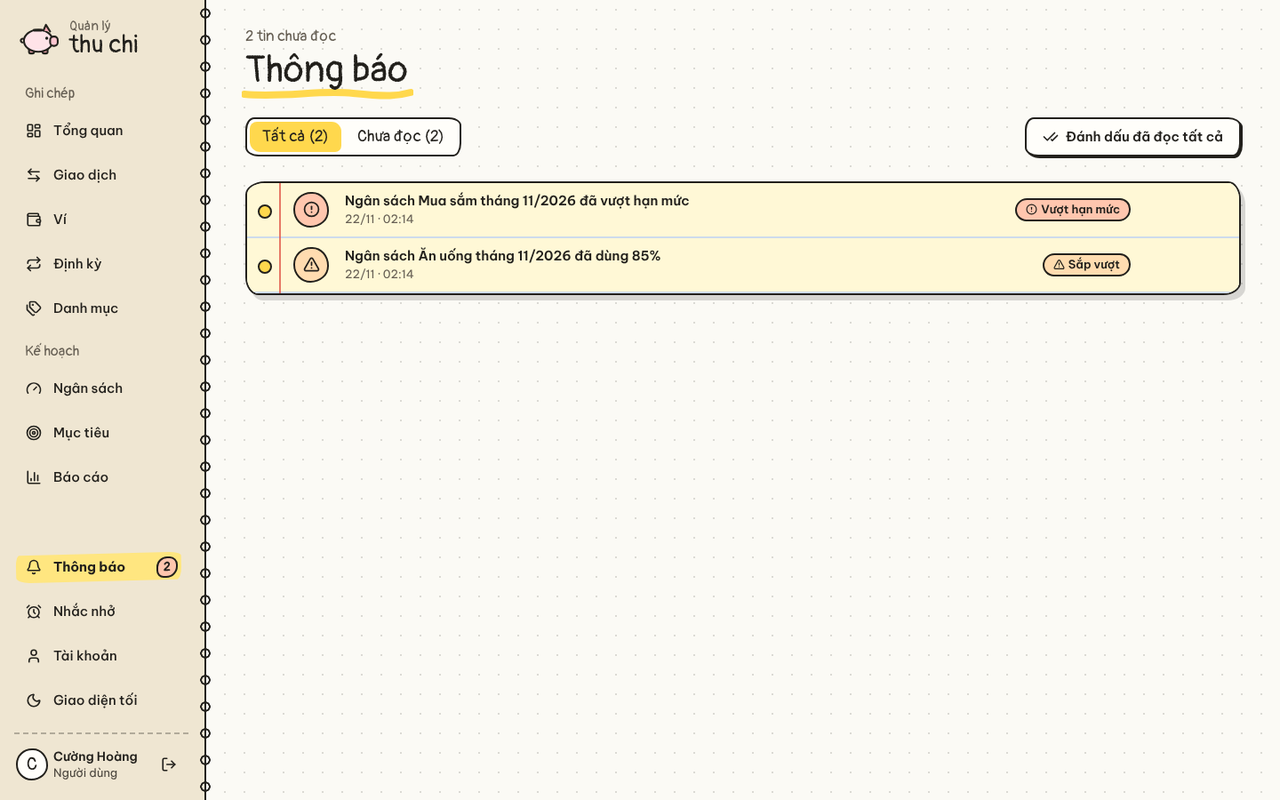 Quản lý
thu chi
Ghi chép
Tổng quan
Giao dịch
Ví
Định kỳ
Danh mục
Kế hoạch
Ngân sách
Mục tiêu
Báo cáo
Thông báo 2
Nhắc nhở
Tài khoản
Giao diện tối
C
Cường Hoàng
Người dùng
2 tin chưa đọc
Thông báo
Tất cả (2) Chưa đọc (2)
Đánh dấu đã đọc tất cả
Ngân sách Mua sắm tháng 11/2026 đã vượt hạn mức
22/11 · 02:14
Vượt hạn mức
Ngân sách Ăn uống tháng 11/2026 đã dùng 85%
22/11 · 02:14
Sắp vượt